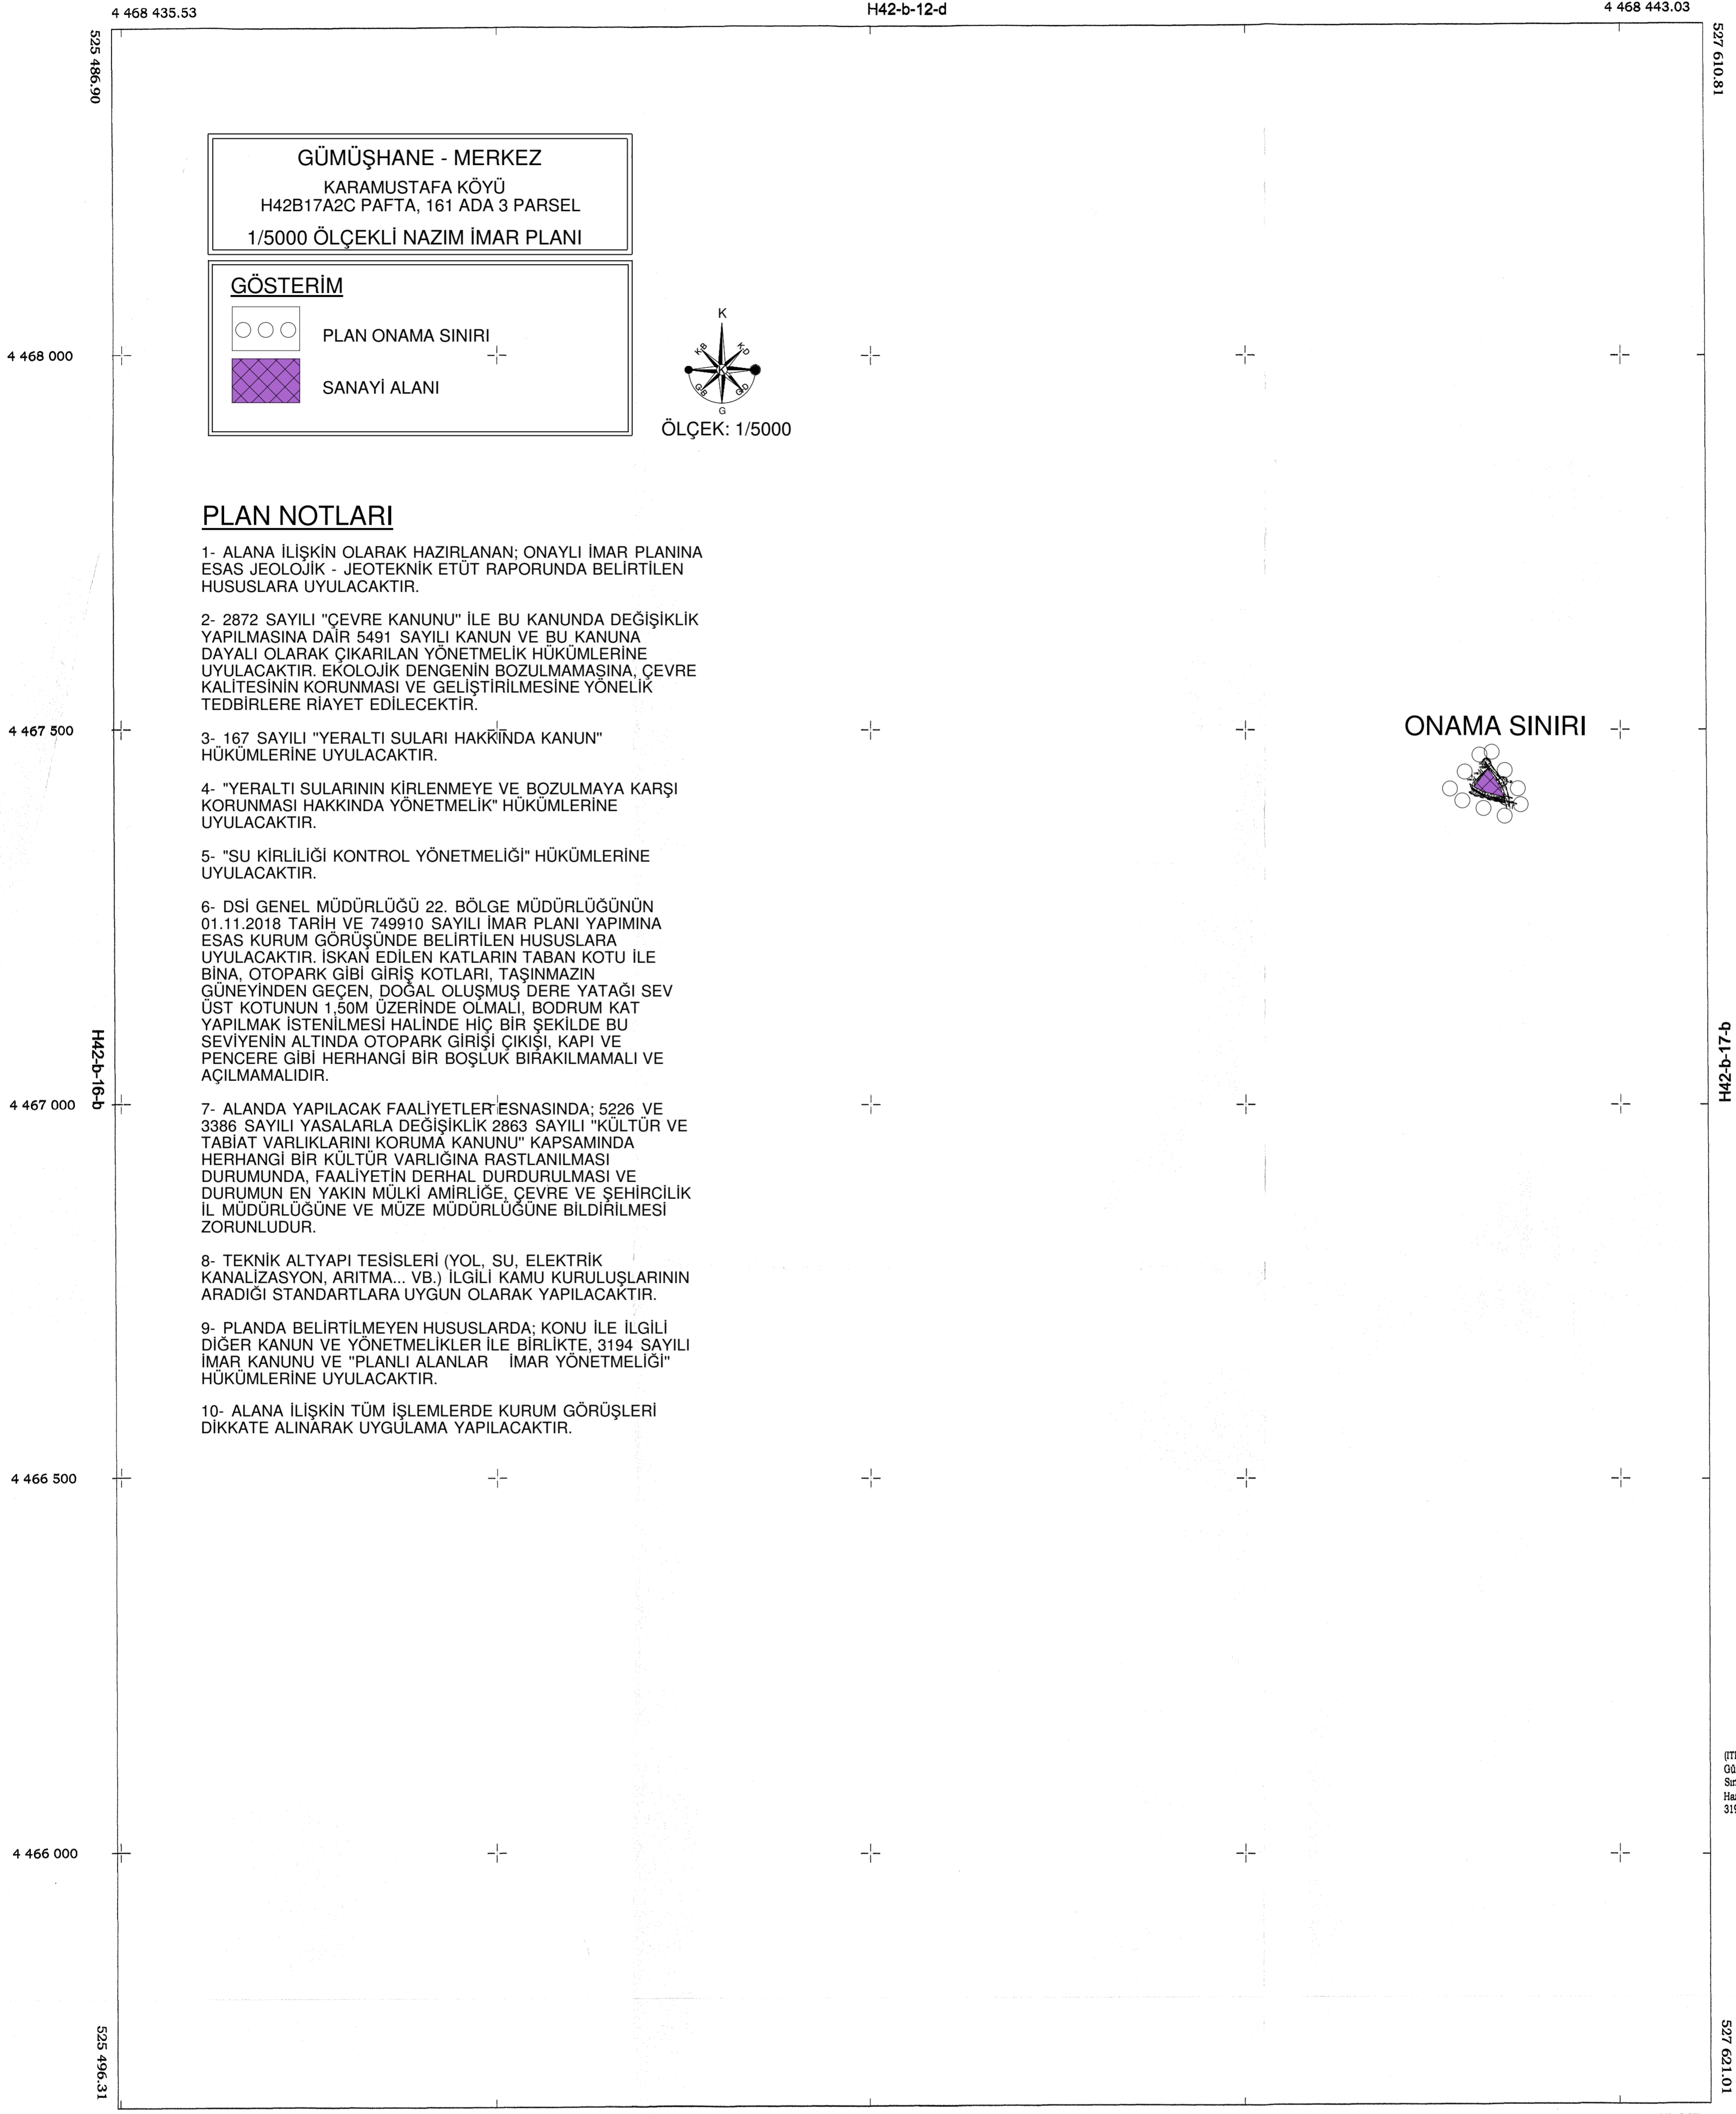 4 468 435.53
H42-b-12-d
4 468 443.03
525 486.90
527 610.81
GÜMÜŞHANE - MERKEZ
KARAMUSTAFA KÖYÜ
H42B17A2C PAFTA, 161 ADA 3 PARSEL
1/5000 ÖLÇEKLİ NAZIM İMAR PLANI
GÖSTERİM
PLAN ONAMA SINIRI
SANAYİ ALANI
K
K-B
K-D
K
G-B
G-D
G
ÖLÇEK: 1/5000
4 468 000
PLAN NOTLARI
1- ALANA İLİŞKİN OLARAK HAZIRLANAN; ONAYLI İMAR PLANINA
ESAS JEOLOJİK - JEOTEKNİK ETÜT RAPORUNDA BELİRTİLEN
HUSUSLARA UYULACAKTIR.
2- 2872 SAYILI "ÇEVRE KANUNU" İLE BU KANUNDA DEĞİŞİKLİK
YAPILMASINA DAİR 5491 SAYILI KANUN VE BU KANUNA
DAYALI OLARAK ÇIKARILAN YÖNETMELİK HÜKÜMLERİNE
UYULACAKTIR. EKOLOJİK DENGENİN BOZULMAMASINA, ÇEVRE
KALİTESİNİN KORUNMASI VE GELİŞTİRİLMESİNE YÖNELİK
TEDBİRLERE RİAYET EDİLECEKTİR.
4 467 500
3- 167 SAYILI "YERALTI SULARI HAKKINDA KANUN"
HÜKÜMLERİNE UYULACAKTIR.
4- "YERALTI SULARININ KİRLENMEYE VE BOZULMAYA KARŞI
KORUNMASI HAKKINDA YÖNETMELİK" HÜKÜMLERİNE
UYULACAKTIR.
5- "SU KİRLİLİĞİ KONTROL YÖNETMELİĞİ" HÜKÜMLERİNE
UYULACAKTIR.
6- DSİ GENEL MÜDÜRLÜĞÜ 22. BÖLGE MÜDÜRLÜĞÜNÜN
01.11.2018 TARİH VE 749910 SAYILI İMAR PLANI YAPIMINA
ESAS KURUM GÖRÜŞÜNDE BELİRTİLEN HUSUSLARA
UYULACAKTIR. İSKAN EDİLEN KATLARIN TABAN KOTU İLE
BİNA, OTOPARK GİBİ GİRİŞ KOTLARI, TAŞINMAZIN
GÜNEYİNDEN GEÇEN, DOĞAL OLUŞMUŞ DERE YATAĞI SEV
ÜST KOTUNUN 1,50M ÜZERİNDE OLMALI, BODRUM KAT
YAPILMAK İSTENİLMESİ HALİNDE HİÇ BİR ŞEKİLDE BU
SEVİYENİN ALTINDA OTOPARK GİRİŞİ ÇIKIŞI, KAPI VE
PENCERE GİBİ HERHANGİ BİR BOŞLUK BIRAKILMAMALI VE
AÇILMAMALIDIR.
ONAMA SINIRI
H42-b-16-b
H42-b-17-b
4 467 000
7- ALANDA YAPILACAK FAALİYETLER ESNASINDA; 5226 VE
3386 SAYILI YASALARLA DEĞİŞİKLİK 2863 SAYILI "KÜLTÜR VE
TABİAT VARLIKLARINI KORUMA KANUNU" KAPSAMINDA
HERHANGİ BİR KÜLTÜR VARLIĞINA RASTLANILMASI
DURUMUNDA, FAALİYETİN DERHAL DURDURULMASI VE
DURUMUN EN YAKIN MÜLKİ AMİRLİĞE, ÇEVRE VE ŞEHİRCİLİK
İL MÜDÜRLÜĞÜNE VE MÜZE MÜDÜRLÜĞÜNE BİLDİRİLMESİ
ZORUNLUDUR.
8- TEKNİK ALTYAPI TESİSLERİ (YOL, SU, ELEKTRİK
KANALİZASYON, ARITMA... VB.) İLGİLİ KAMU KURULUŞLARININ
ARADIĞI STANDARTLARA UYGUN OLARAK YAPILACAKTIR.
9- PLANDA BELİRTİLMEYEN HUSUSLARDA; KONU İLE İLGİLİ
DİĞER KANUN VE YÖNETMELİKLER İLE BİRLİKTE, 3194 SAYILI
İMAR KANUNU VE "PLANLI ALANLAR İMAR YÖNETMELİĞİ"
HÜKÜMLERİNE UYULACAKTIR.
10- ALANA İLİŞKİN TÜM İŞLEMLERDE KURUM GÖRÜŞLERİ
DİKKATE ALINARAK UYGULAMA YAPILACAKTIR.
4 466 500
4 466 000
525 496.31
527 621.01